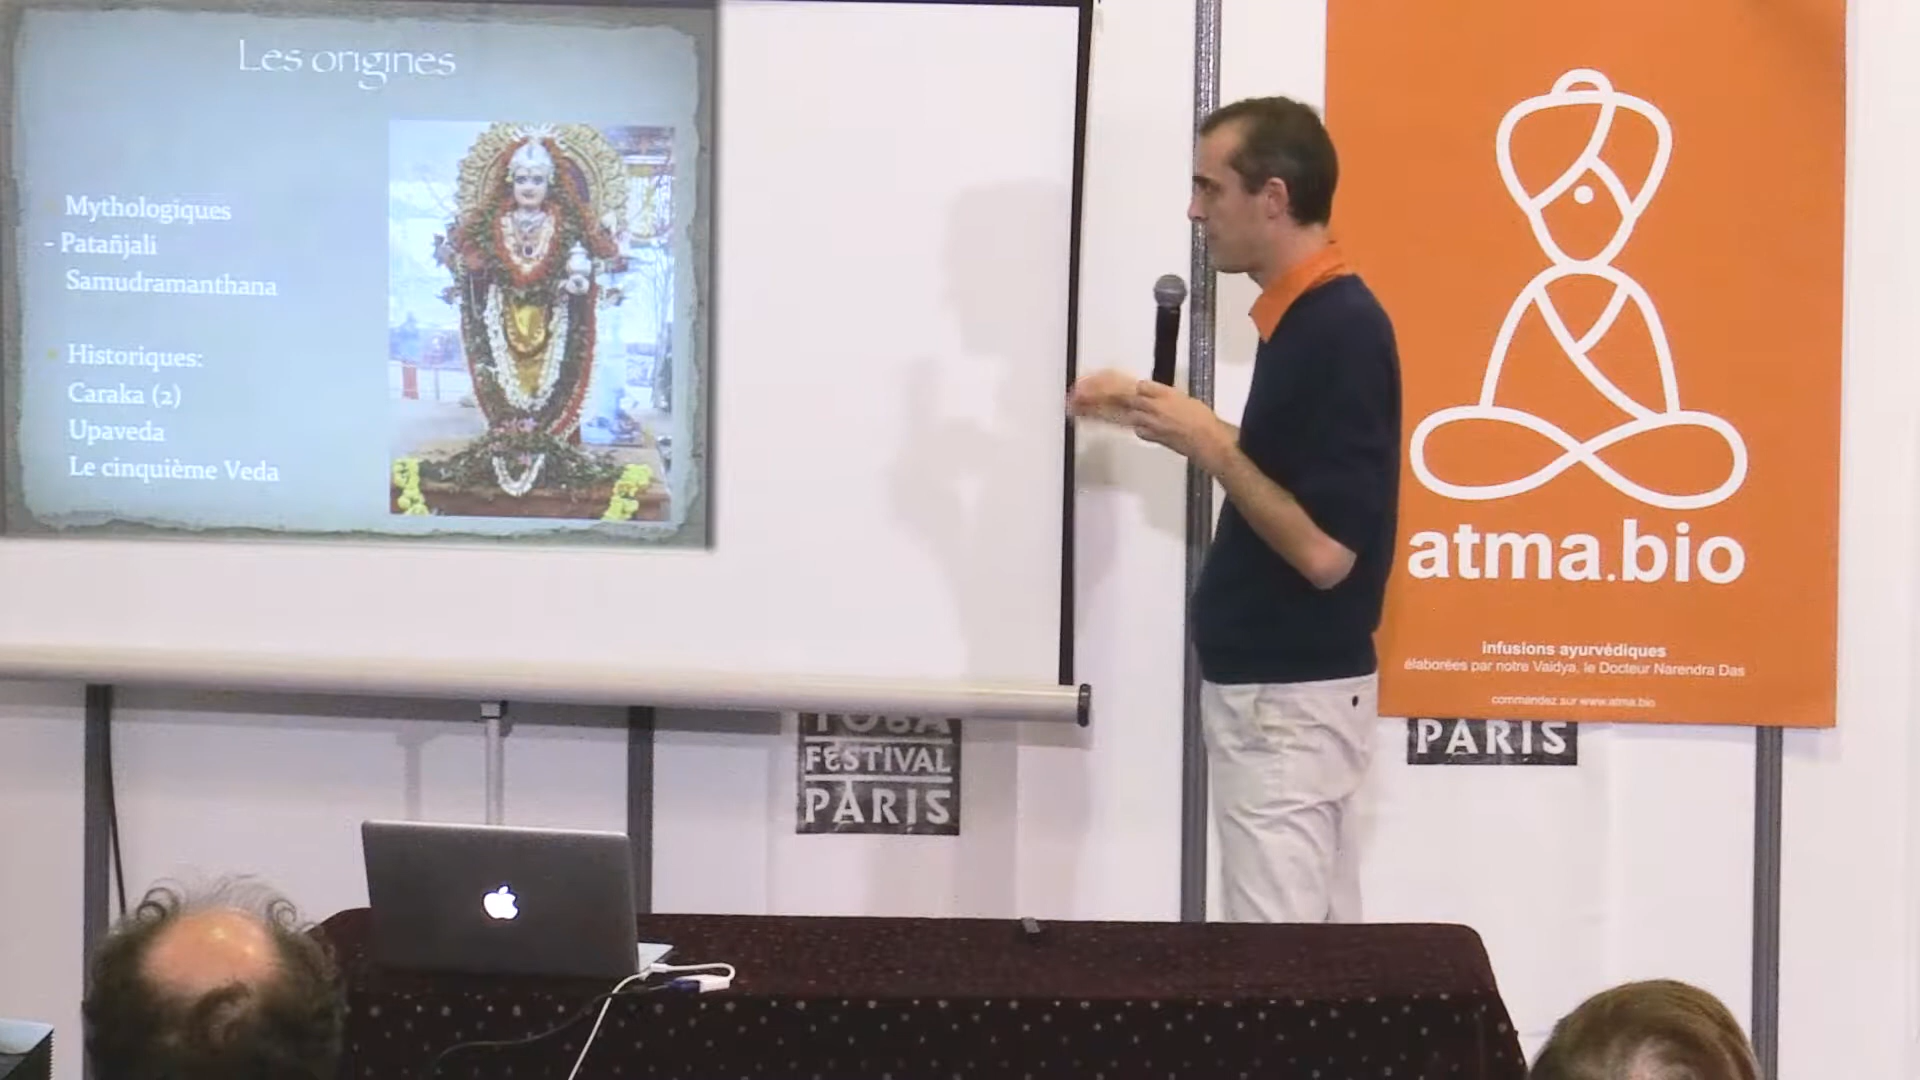 Les origines
Mythologiques
- Patañjali
Samudramanthana
Historiques:
Caraka (2)
Upaveda
Le cinquième Veda
atma.bio
infusions ayurvédiques
élaborées par notre Vaidya, le Docteur Narendra Das
commandez sur www.atma.bio
YOGA
FESTIVAL
PARIS
PARIS